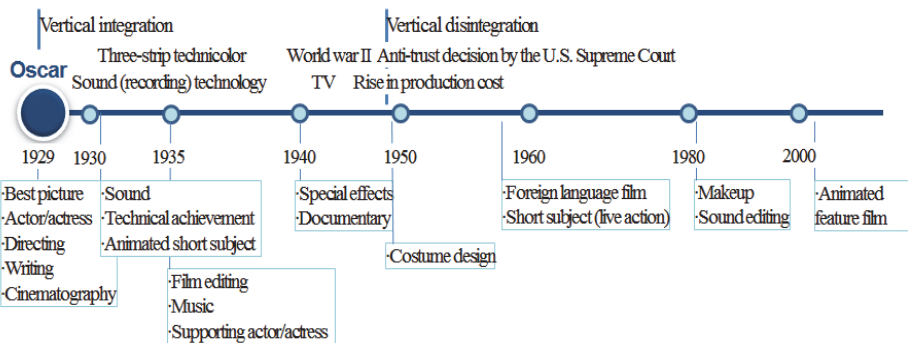 Vertical integration
Vertical disintegration
Three-strip technicolor
World war II Anti-trust decision by the U.S. Supreme Court
Oscar
Sound (recording) technology
TV
Rise in production cost
1929
1930
1935
1940
1950
1960
1980
2000
·Best picture
·Actor/actress
·Directing
·Writing
·Cinematography
·Sound
·Technical achievement
·Animated short subject
·Film editing
·Music
·Supporting actor/actress
·Special effects
·Documentary
·Costume design
·Foreign language film
·Short subject (live action)
·Makeup
·Sound editing
·Animated
feature film